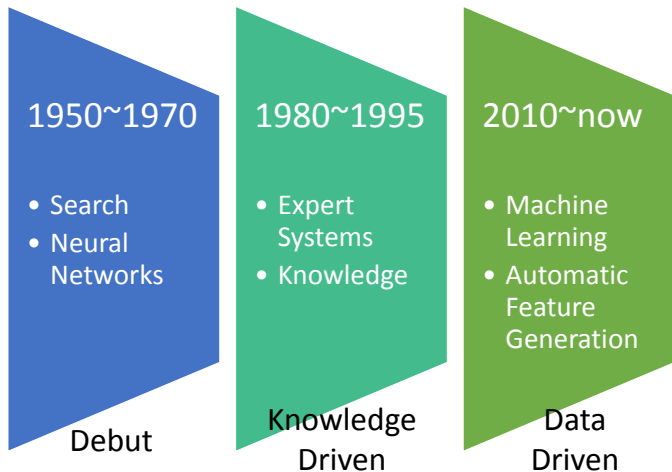 1950~1970
• Search
• Neural
Networks
Debut
1980~1995
• Expert
Systems
• Knowledge
Knowledge
Driven
2010~now
• Machine
Learning
• Automatic
Feature
Generation
Data
Driven